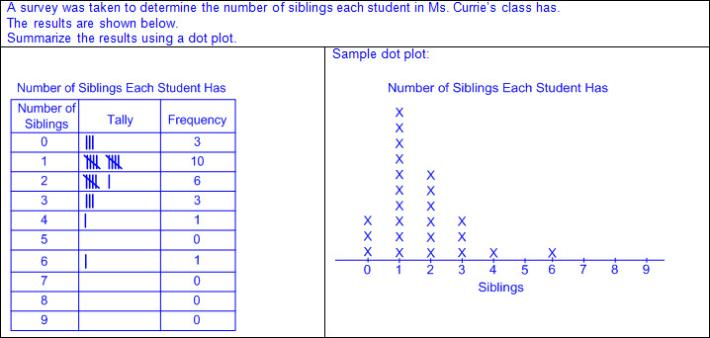 A survey was taken to determine the number of siblings each student in Ms. Currie's class has.
The results are shown below.
Summarize the results using a dot plot.
Number of Siblings Each Student Has
Number of Siblings Tally Frequency
0 3
1 10
2 6
3 3
4 1
5 0
6 1
7 0
8 0
9 0
Sample dot plot:
Number of Siblings Each Student Has
X
X
X
X
X X
X X
X X
X X X X
X X X X
X X X X X X
0 1 2 3 4 5 6 7 8 9
Siblings